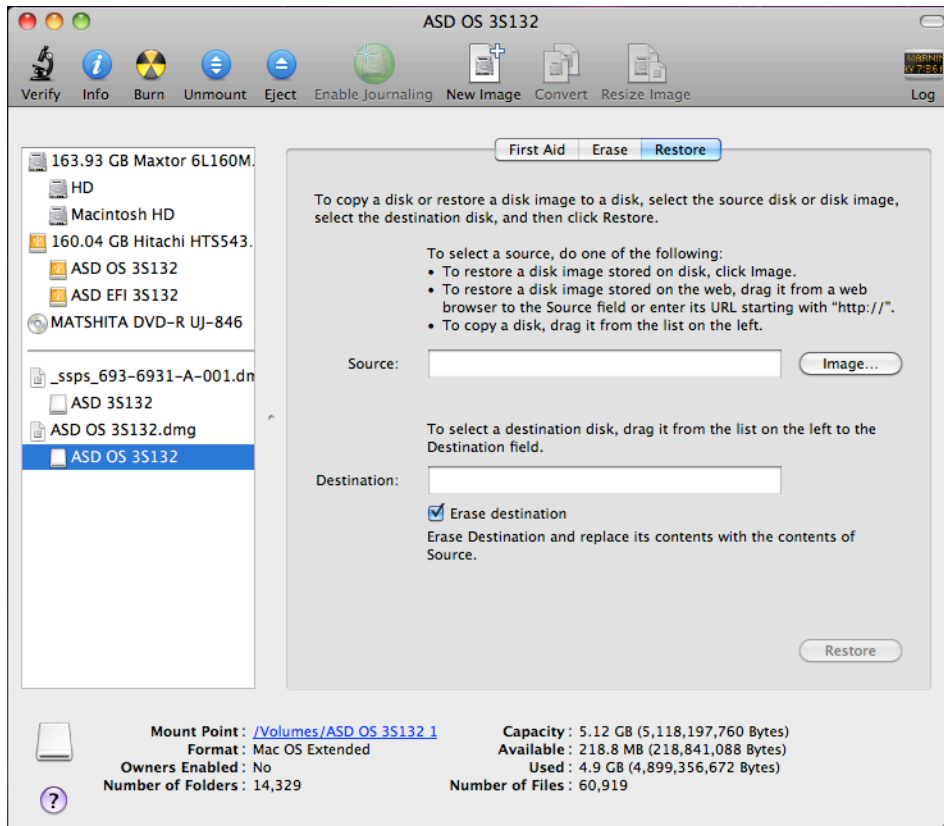 ASD OS 3S132
Verify Info Burn Unmount Eject Enable Journaling New Image Convert Resize Image Log
First Aid Erase Restore
163.93 GB Maxtor 6L160M.
HD
Macintosh HD
160.04 GB Hitachi HTS543.
ASD OS 3S132
ASD EFI 3S132
MATSHITA DVD-R UJ-846
_ssps_693-6931-A-001.dm
ASD 3S132
ASD OS 3S132.dmg
ASD OS 3S132
To copy a disk or restore a disk image to a disk, select the source disk or disk image,
select the destination disk, and then click Restore.
To select a source, do one of the following:
• To restore a disk image stored on disk, click Image.
• To restore a disk image stored on the web, drag it from a web
browser to the Source field or enter its URL starting with “http://”.
• To copy a disk, drag it from the list on the left.
Source: Image...
To select a destination disk, drag it from the list on the left to the
Destination field.
Destination:
Erase destination
Erase Destination and replace its contents with the contents of
Source.
Restore
Mount Point : /Volumes/ASD OS 3S132 1
Format : Mac OS Extended
Owners Enabled : No
Number of Folders : 14,329
Capacity : 5.12 GB (5,118,197,760 Bytes)
Available : 218.8 MB (218,841,088 Bytes)
Used : 4.9 GB (4,899,356,672 Bytes)
Number of Files : 60,919
?